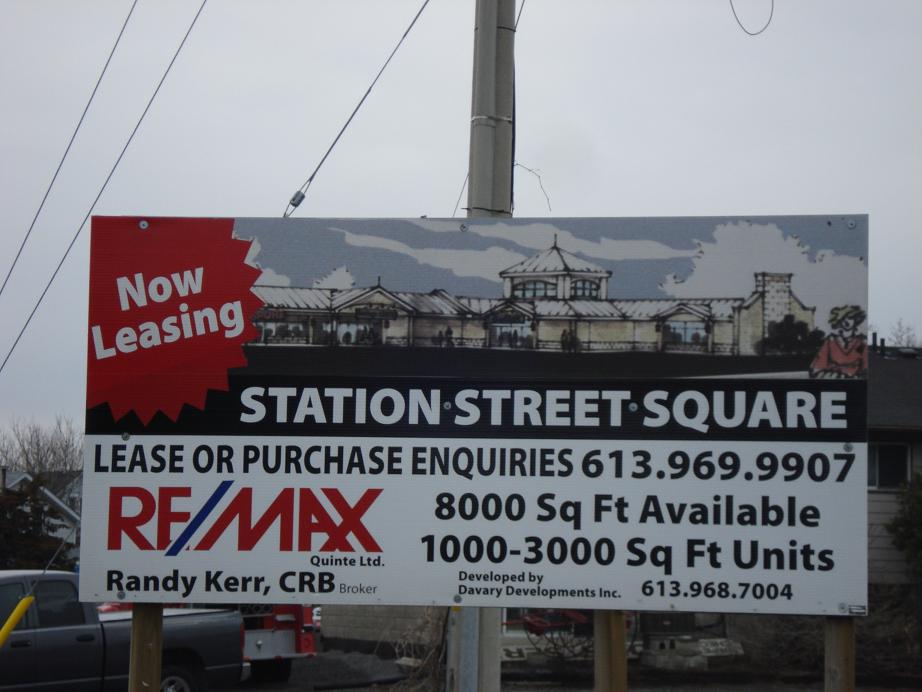 Now
Leasing
STATION·STREET·SQUARE
LEASE OR PURCHASE ENQUIRIES 613.969.9907
RE/MAX
Quinte Ltd.
8000 Sq Ft Available
1000-3000 Sq Ft Units
Randy Kerr, CRB Broker
Developed by
Davary Developments Inc. 613.968.7004